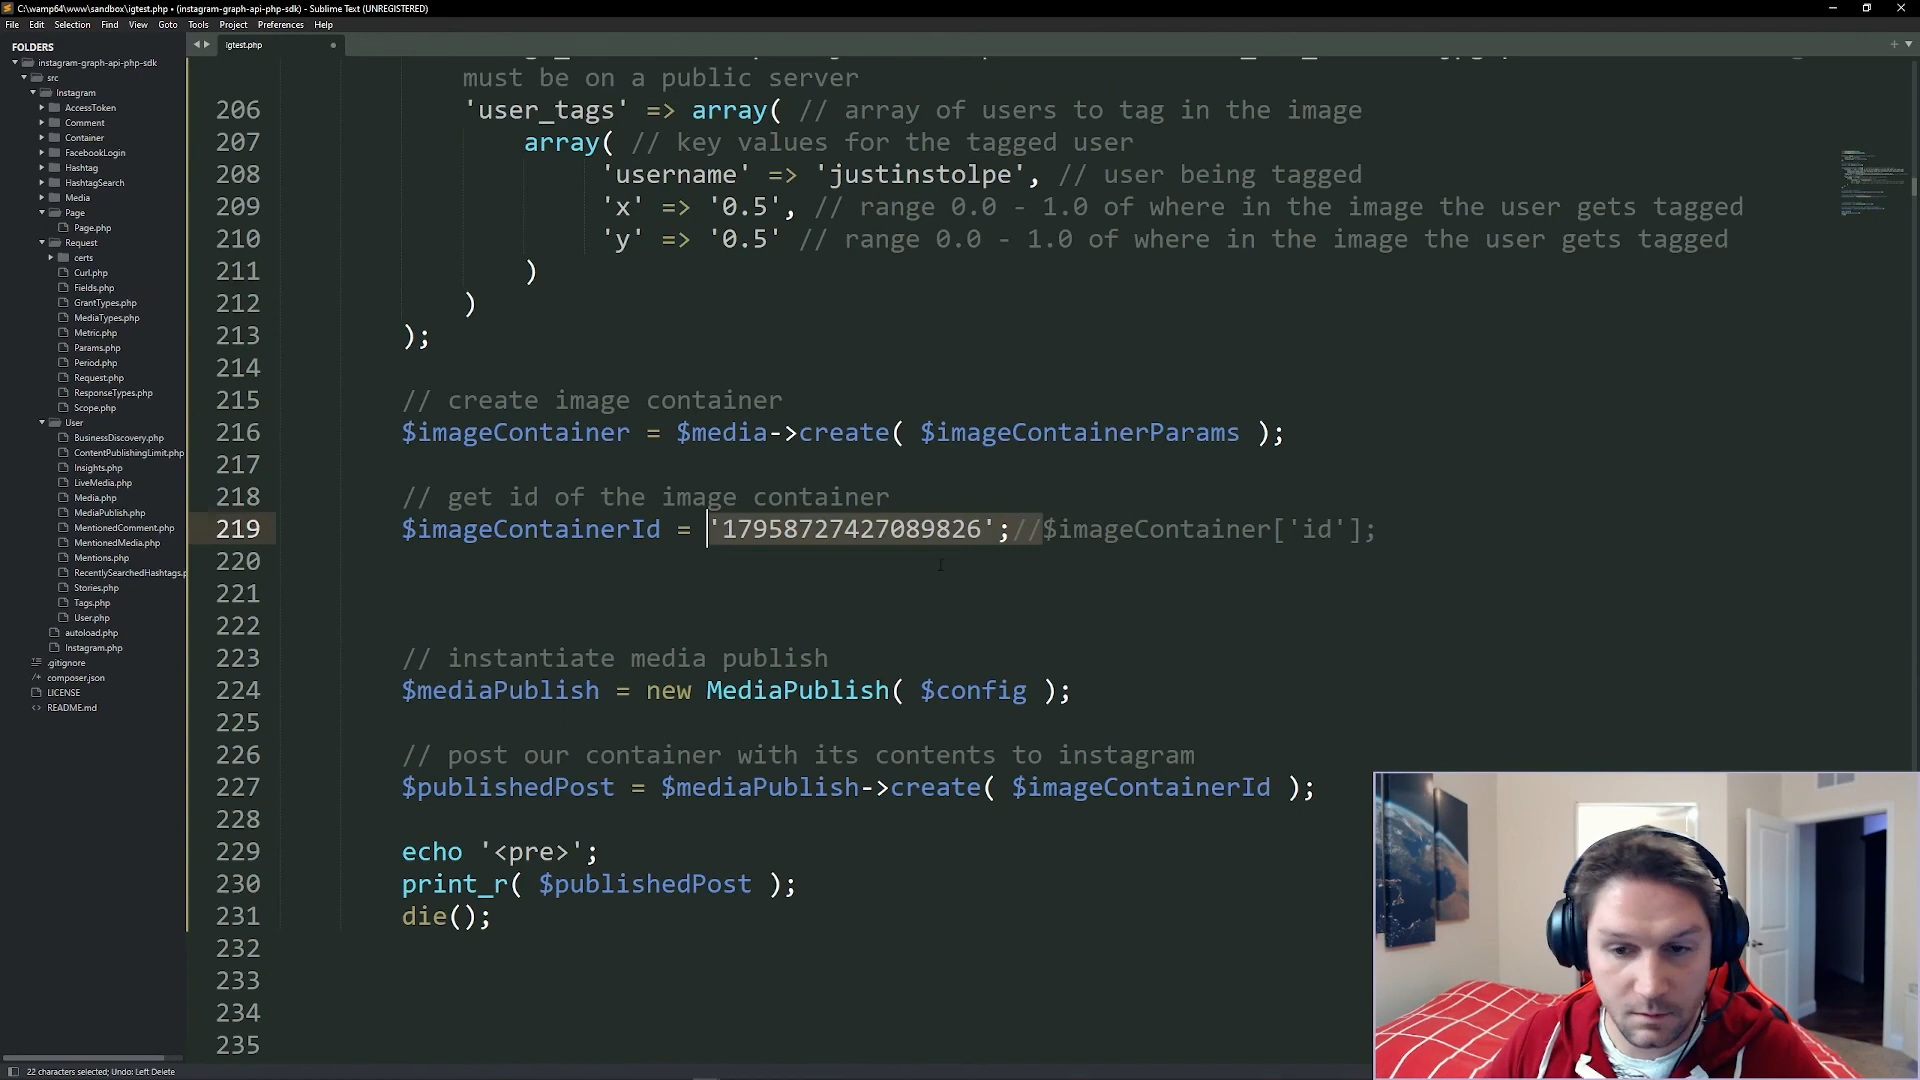 C:\wamp64\www\sandbox\igtest.php • (instagram-graph-api-php-sdk) - Sublime Text (UNREGISTERED)
File Edit Selection Find View Goto Tools Project Preferences Help
FOLDERS
instagram-graph-api-php-sdk
src
Instagram
AccessToken
Comment
Container
FacebookLogin
Hashtag
HashtagSearch
Media
Page
Page.php
Request
certs
Curl.php
Fields.php
GrantTypes.php
MediaTypes.php
Metric.php
Params.php
Period.php
Request.php
ResponseTypes.php
Scope.php
User
BusinessDiscovery.php
ContentPublishingLimit.php
Insights.php
LiveMedia.php
Media.php
MediaPublish.php
MentionedComment.php
MentionedMedia.php
Mentions.php
RecentlySearchedHashtags.p
Stories.php
Tags.php
User.php
autoload.php
Instagram.php
.gitignore
composer.json
LICENSE
README.md
igtest.php
must be on a public server
206 'user_tags' => array( // array of users to tag in the image
207 array( // key values for the tagged user
208 'username' => 'justinstolpe', // user being tagged
209 'x' => '0.5', // range 0.0 - 1.0 of where in the image the user gets tagged
210 'y' => '0.5' // range 0.0 - 1.0 of where in the image the user gets tagged
211 )
212 )
213 );
214
215 // create image container
216 $imageContainer = $media->create( $imageContainerParams );
217
218 // get id of the image container
219 $imageContainerId = '17958727427089826';//$imageContainer['id'];
220
221
222
223 // instantiate media publish
224 $mediaPublish = new MediaPublish( $config );
225
226 // post our container with its contents to instagram
227 $publishedPost = $mediaPublish->create( $imageContainerId );
228
229 echo '<pre>';
230 print_r( $publishedPost );
231 die();
232
233
234
235
22 characters selected; Undo: Left Delete